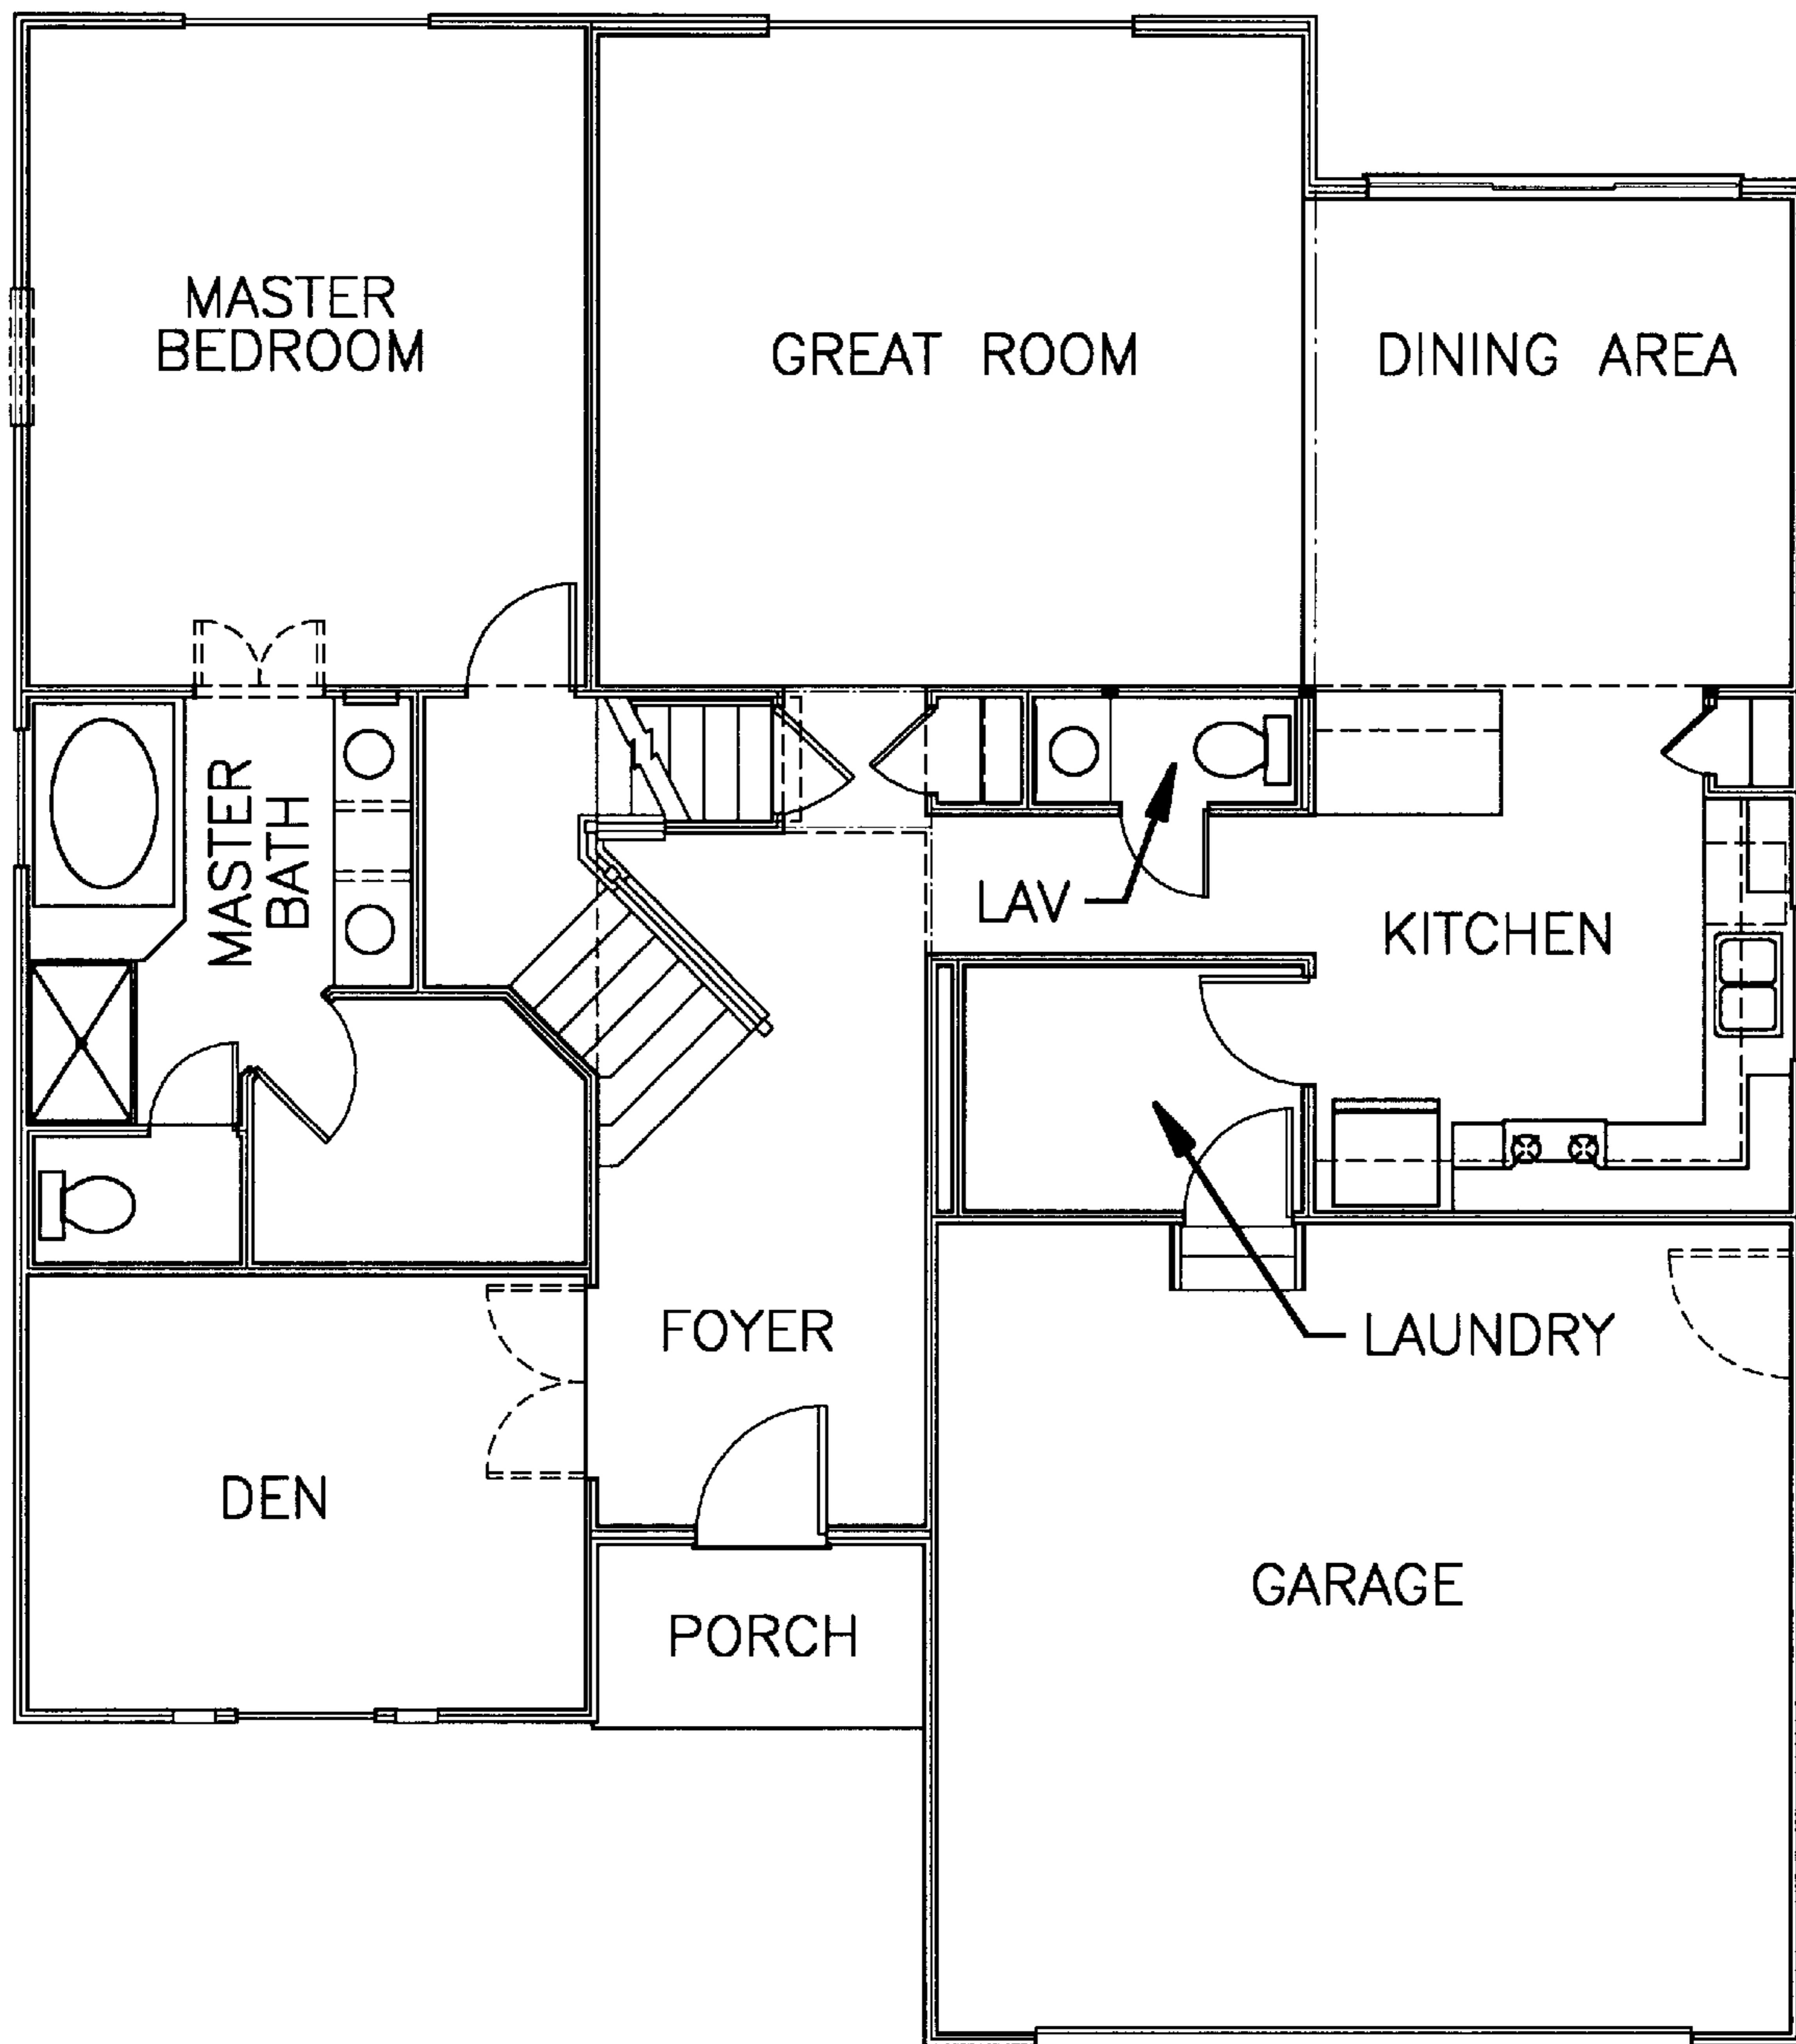 MASTER
BEDROOM
GREAT ROOM
DINING AREA
MASTER
BATH
LAV
KITCHEN
FOYER
LAUNDRY
DEN
GARAGE
PORCH